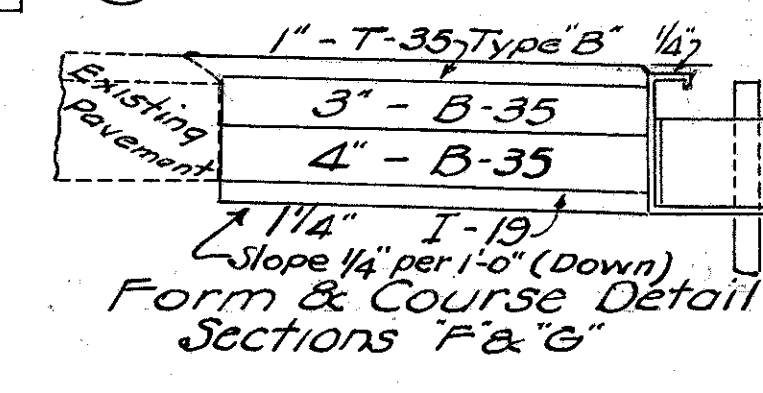 1" - T-35 Type "B" 1/4"
Existing
Pavement
3" - B-35
4" - B-35
1 1/4" I-19
Slope 1/4" per 1'-0" (Down)
Form & Course Detail
Sections "F" & "G"